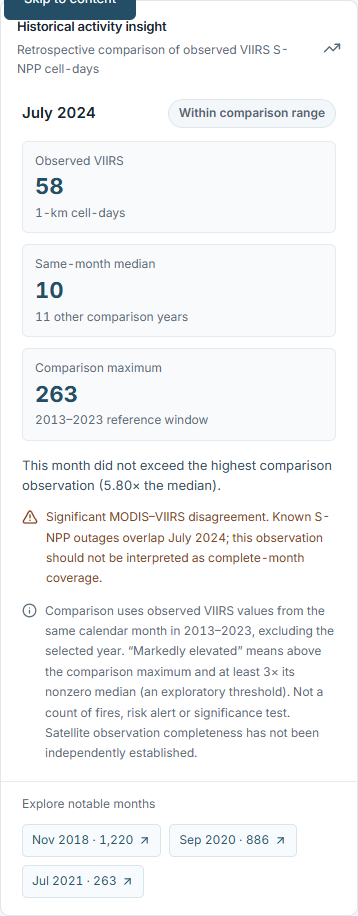 Skip to content
Historical activity insight
Retrospective comparison of observed VIIRS S-
NPP cell-days
July 2024
Within comparison range
Observed VIIRS
58
1-km cell-days
Same-month median
10
11 other comparison years
Comparison maximum
263
2013–2023 reference window
This month did not exceed the highest comparison
observation (5.80× the median).
Significant MODIS–VIIRS disagreement. Known S-
NPP outages overlap July 2024; this observation
should not be interpreted as complete-month
coverage.
Comparison uses observed VIIRS values from the
same calendar month in 2013–2023, excluding the
selected year. “Markedly elevated” means above
the comparison maximum and at least 3× its
nonzero median (an exploratory threshold). Not a
count of fires, risk alert or significance test.
Satellite observation completeness has not been
independently established.
Explore notable months
Nov 2018 · 1,220 ↗
Sep 2020 · 886 ↗
Jul 2021 · 263 ↗